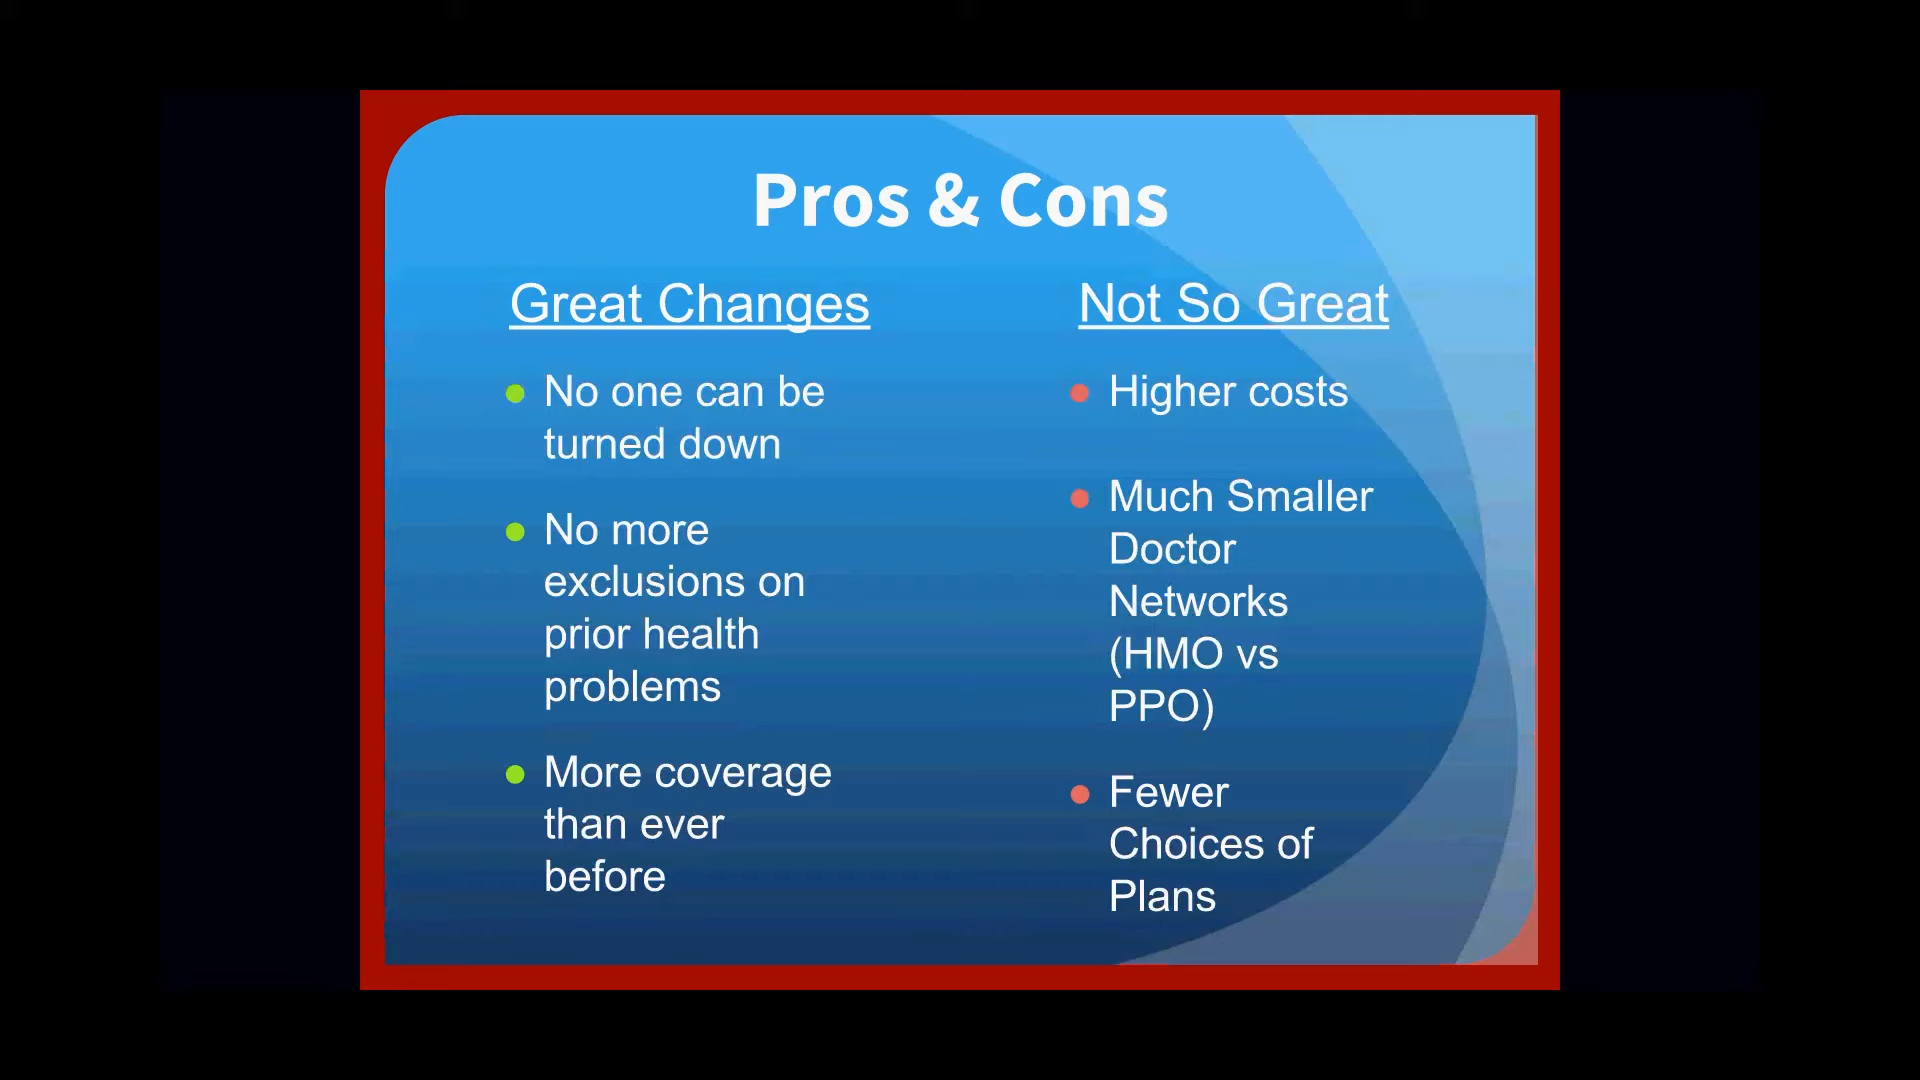 Pros & Cons
Great Changes
No one can be
turned down
No more
exclusions on
prior health
problems
More coverage
than ever
before
Not So Great
Higher costs
Much Smaller
Doctor
Networks
(HMO vs
PPO)
Fewer
Choices of
Plans